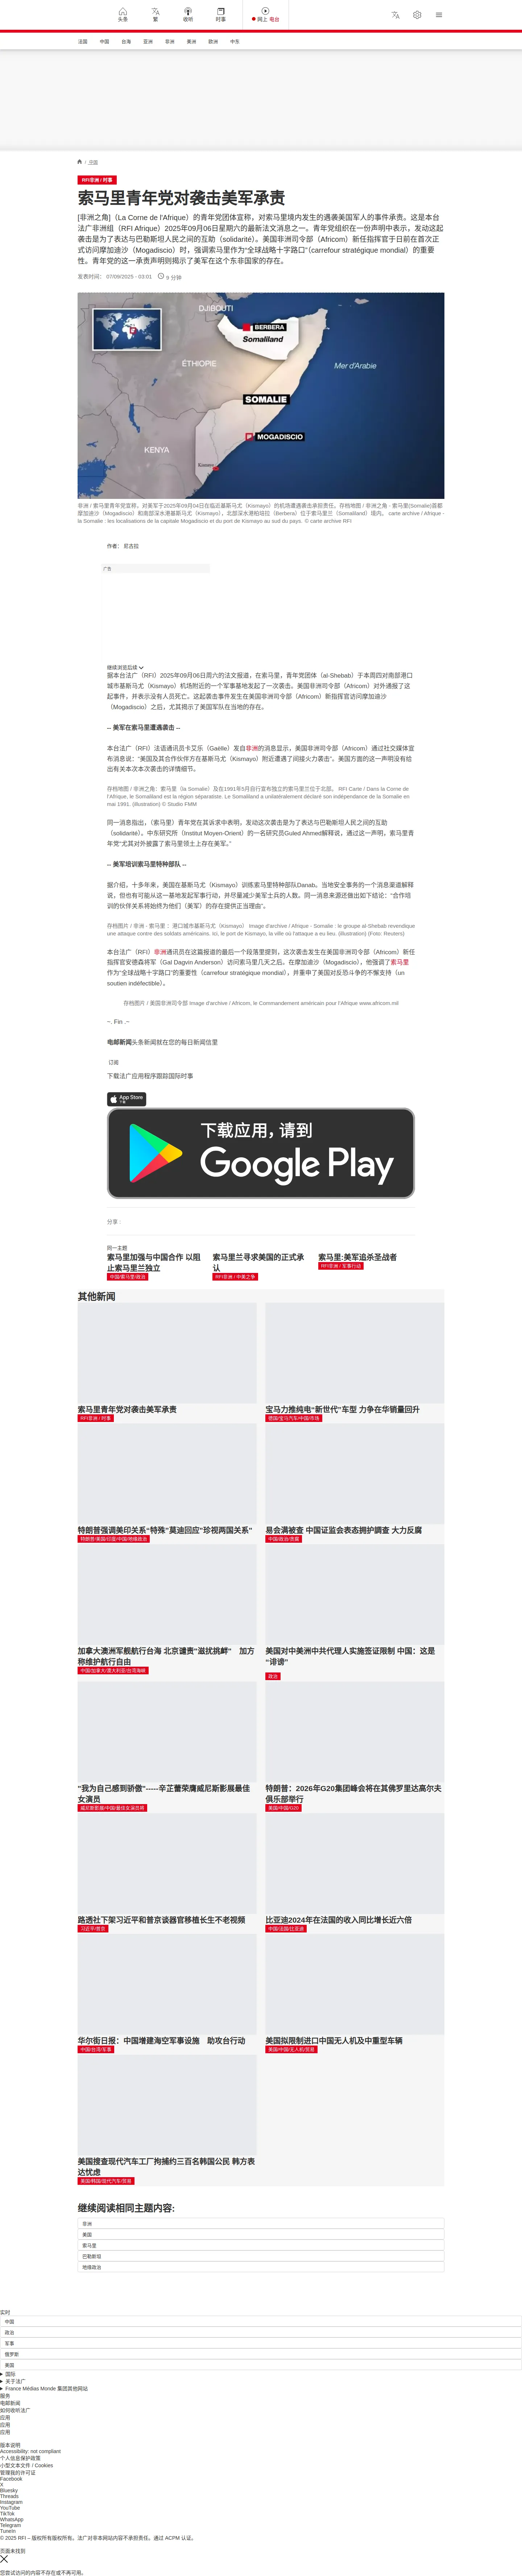 头条
繁
收听
时事
网上 电台
法国
中国
台海
亚洲
非洲
美洲
欧洲
中东
/ 中国
RFI非洲 / 时事
索马里青年党对袭击美军承责
[非洲之角]（La Corne de l'Afrique）的青年党团体宣称，对索马里境内发生的遇袭美国军人的事件承责。这是本台
法广非洲组（RFI Afrique）2025年09月06日星期六的最新法文消息之一。青年党组织在一份声明中表明，发动这起
袭击是为了表达与巴勒斯坦人民之间的互助（solidarité）。美国非洲司令部（Africom）新任指挥官于日前在首次正
式访问摩加迪沙（Mogadiscio）时，强调索马里作为"全球战略十字路口"（carrefour stratégique mondial）的重要
性。青年党的这一承责声明则揭示了美军在这个东非国家的存在。
发表时间： 07/09/2025 - 03:01
9 分钟
DJIBOUTI
BERBERA
Somaliland
ÉTHIOPIE
Mer d'Arabie
SOMALIE
KENYA
MOGADISCIO
Kismayo
非洲 / 索马里青年党宣称，对美军于2025年09月04日在临近基斯马尤（Kismayo）的机场遭遇袭击承担责任。存档地图 / 非洲之角 - 索马里(Somalie)首都
摩加迪沙（Mogadiscio）和南部深水港基斯马尤（Kismayo），北部深水港柏培拉（Berbera）位于索马里兰（Somaliland）境内。 carte archive / Afrique -
la Somalie : les localisations de la capitale Mogadiscio et du port de Kismayo au sud du pays. © carte archive RFI
作者： 尼古拉
广告
继续浏览后续
据本台法广（RFI）2025年09月06日周六的法文报道，在索马里，青年党团体（al-Shebab）于本周四对南部港口
城市基斯马尤（Kismayo）机场附近的一个军事基地发起了一次袭击。美国非洲司令部（Africom）对外通报了这
起事件，并表示没有人员死亡。这起袭击事件发生在美国非洲司令部（Africom）新指挥官访问摩加迪沙
（Mogadiscio）之后，尤其揭示了美国军队在当地的存在。
-- 美军在索马里遭遇袭击 --
本台法广（RFI）法语通讯员卡艾乐（Gaëlle）发自非洲的消息显示，美国非洲司令部（Africom）通过社交媒体宣
布消息说："美国及其合作伙伴方在基斯马尤（Kismayo）附近遭遇了间接火力袭击"。美国方面的这一声明没有给
出有关本次本次袭击的详情细节。
存档地图 / 非洲之角：索马里（la Somalie）及在1991年5月自行宣布独立的索马里兰位于北部。 RFI Carte / Dans la Corne de
l'Afrique, le Somaliland est la région séparatiste. Le Somaliland a unilatéralement déclaré son indépendance de la Somalie en
mai 1991. (illustration) © Studio FMM
同一消息指出，（索马里）青年党在其诉求中表明，发动这次袭击是为了表达与巴勒斯坦人民之间的互助
（solidarité）。中东研究所（Institut Moyen-Orient）的一名研究员Guled Ahmed解释说，通过这一声明，索马里青
年党"尤其对外披露了索马里领土上存在美军。"
-- 美军培训索马里特种部队 --
据介绍，十多年来，美国在基斯马尤（Kismayo）训练索马里特种部队Danab。当地安全事务的一个消息渠道解释
说，但也有可能从这一基地发起军事行动，并尽量减少美军士兵的人数。同一消息来源还做出如下结论："合作培
训的伙伴关系将始终为他们（美军）的存在提供正当理由"。
存档图片 / 非洲 - 索马里： 港口城市基斯马尤（Kismayo） Image d'archive / Afrique - Somalie : le groupe al-Shebab revendique
une attaque contre des soldats américains. Ici, le port de Kismayo, la ville où l'attaque a eu lieu. (illustration) (Foto: Reuters)
本台法广（RFI）非洲通讯员在这篇报道的最后一个段落里提到，这次袭击发生在美国非洲司令部（Africom）新任
指挥官欧安德森将军（Gal Dagvin Anderson）访问索马里几天之后。在摩加迪沙（Mogadiscio），他强调了索马里
作为"全球战略十字路口"的重要性（carrefour stratégique mondial），并重申了美国对反恐斗争的不懈支持（un
soutien indéfectible）。
存档图片 / 美国非洲司令部 Image d'archive / Africom, le Commandement américain pour l'Afrique www.africom.mil
~. Fin .~
电邮新闻头条新闻就在您的每日新闻信里
订阅
下载法广应用程序跟踪国际时事
App Store
下载应用，请到
Google Play
分享 :
同一主题
索马里加强与中国合作 以阻
止索马里兰独立
中国/索马里/政治
索马里兰寻求美国的正式承
认
RFI非洲 / 中美之争
索马里:美军追杀圣战者
RFI非洲 / 军事行动
其他新闻
索马里青年党对袭击美军承责
RFI非洲 / 时事
宝马力推纯电"新世代"车型 力争在华销量回升
德国/宝马汽车/中国/市场
特朗普强调美印关系"特殊"莫迪回应"珍视两国关系"
特朗普/美国/印度/中国/地缘政治
易会满被查 中国证监会表态拥护調查 大力反腐
中国/政治/贪腐
加拿大澳洲军舰航行台海 北京谴责"滋扰挑衅" 加方
称维护航行自由
中国/加拿大/澳大利亚/台湾海峡
美国对中美洲中共代理人实施签证限制 中国：这是
"诽谤"
政治
"我为自己感到骄傲"-----辛芷蕾荣膺威尼斯影展最佳
女演员
威尼斯影展/中国/最佳女演员奖
特朗普：2026年G20集团峰会将在其佛罗里达高尔夫
俱乐部举行
美国/中国/G20
路透社下架习近平和普京谈器官移植长生不老视频
习近平/普京
比亚迪2024年在法国的收入同比增长近六倍
中国/法国/比亚迪
华尔街日报：中国增建海空军事设施 助攻台行动
中国/台湾/军事
美国拟限制进口中国无人机及中重型车辆
美国/中国/无人机/贸易
美国搜查现代汽车工厂拘捕约三百名韩国公民 韩方表
达忧虑
美国/韩国/现代汽车/贸易
继续阅读相同主题内容:
非洲
美国
索马里
巴勒斯坦
地缘政治
实时
中国
政治
军事
俄罗斯
美国
国际
关于法广
France Médias Monde 集团其他网站
服务
电邮新闻
如何收听法广
应用
应用
应用
版本说明
Accessibility: not compliant
个人信息保护政策
小型文本文件 / Cookies
管理我的许可证
Facebook
X
Bluesky
Threads
Instagram
YouTube
TikTok
WhatsApp
Telegram
TuneIn
© 2025 RFI – 版权所有版权所有。法广对非本网站内容不承担责任。通过 ACPM 认证。
页面未找到
您尝试访问的内容不存在或不再可用。